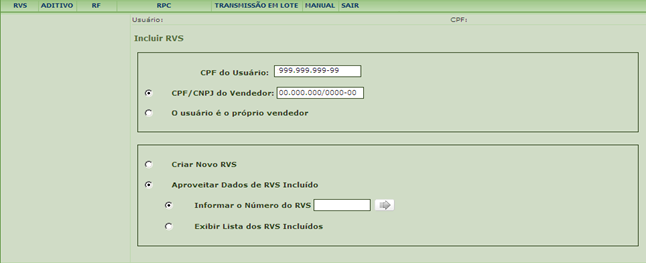 RVS ADITIVO RF RPC TRANSMISSÃO EM LOTE MANUAL SAIR
Usuário: CPF:
Incluir RVS
CPF do Usuário: 999.999.999-99
CPF/CNPJ do Vendedor: 00.000.000/0000-00
O usuário é o próprio vendedor
Criar Novo RVS
Aproveitar Dados de RVS Incluído
Informar o Número do RVS
Exibir Lista dos RVS Incluídos